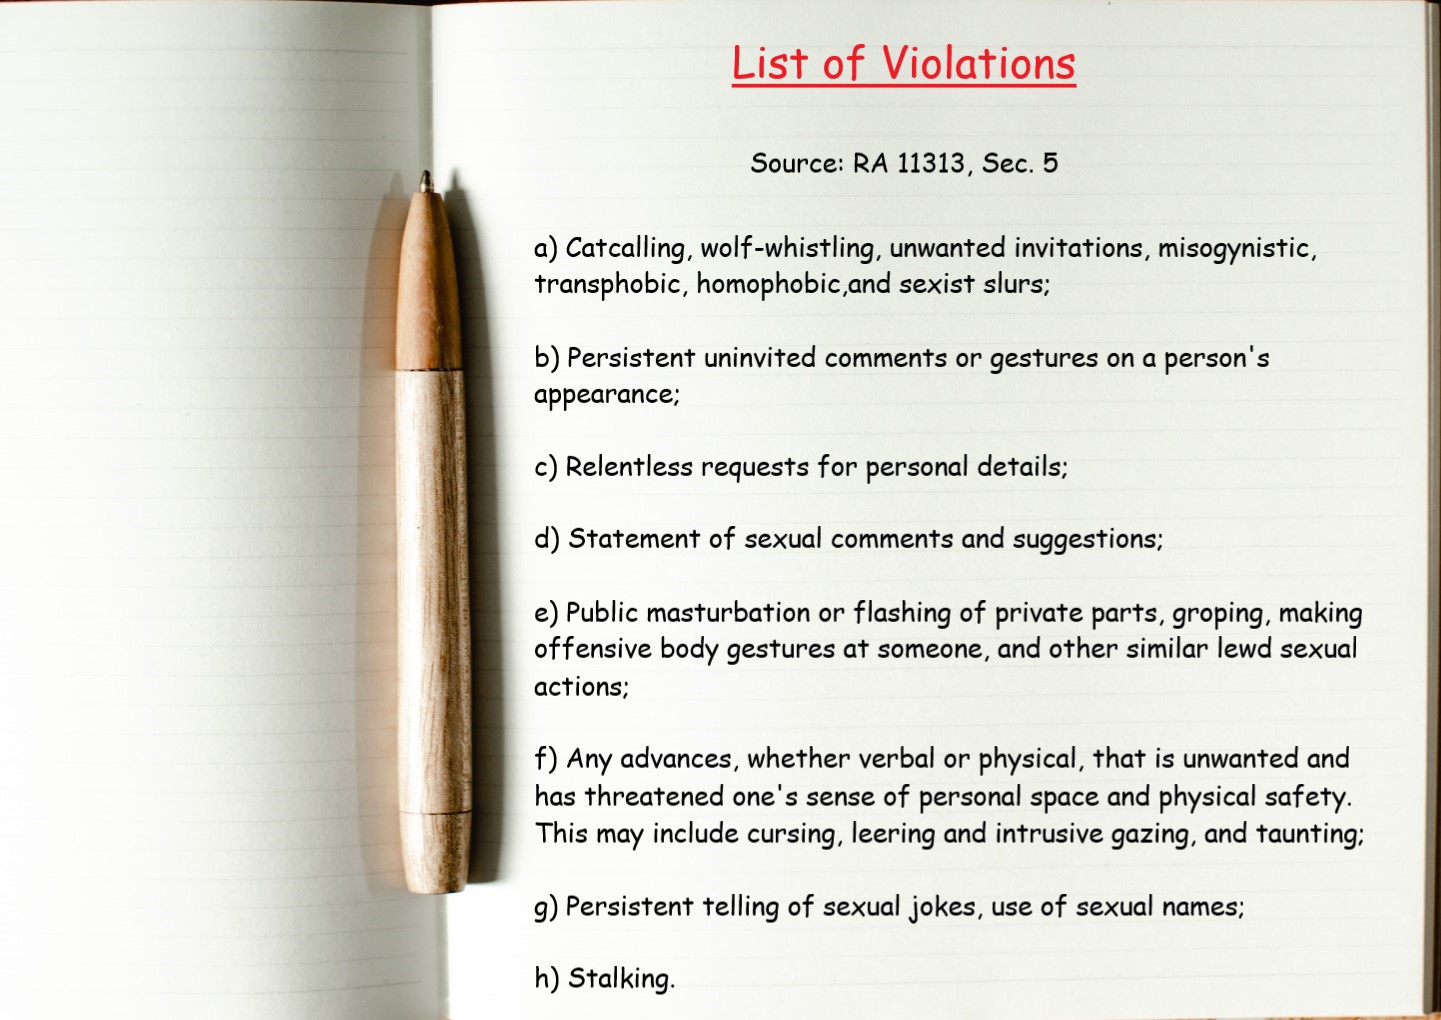 List of Violations
Source: RA 11313, Sec. 5
a) Catcalling, wolf-whistling, unwanted invitations, misogynistic,
transphobic, homophobic,and sexist slurs;
b) Persistent uninvited comments or gestures on a person's
appearance;
c) Relentless requests for personal details;
d) Statement of sexual comments and suggestions;
e) Public masturbation or flashing of private parts, groping, making
offensive body gestures at someone, and other similar lewd sexual
actions;
f) Any advances, whether verbal or physical, that is unwanted and
has threatened one's sense of personal space and physical safety.
This may include cursing, leering and intrusive gazing, and taunting;
g) Persistent telling of sexual jokes, use of sexual names;
h) Stalking.